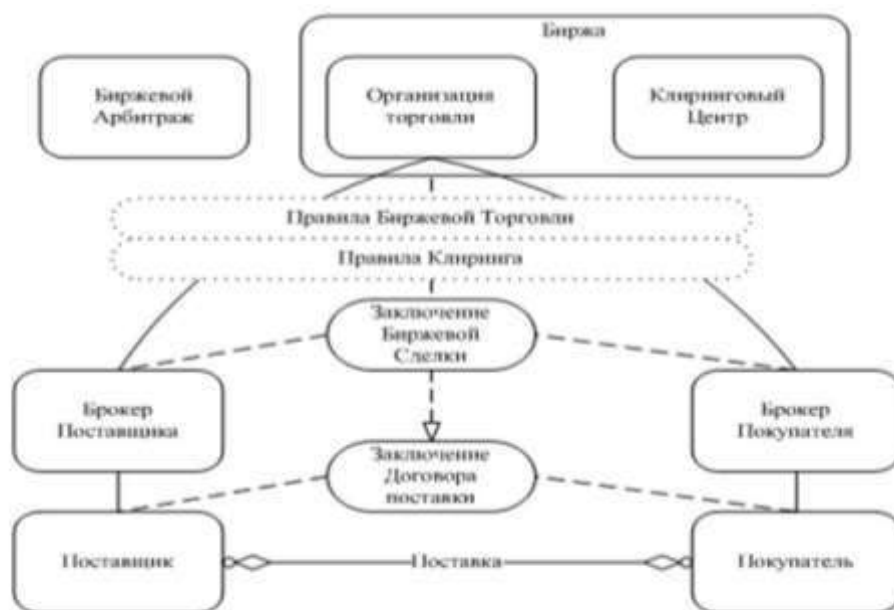 Биржа
Биржевой
Арбитраж
Организация
торговли
Клиринговый
Центр
Правила Биржевой Торговли
Правила Клиринга
Заключение
Биржевой
Сделки
Брокер
Поставщика
Брокер
Покупателя
Заключение
Договора
поставки
Поставщик
Поставка
Покупатель